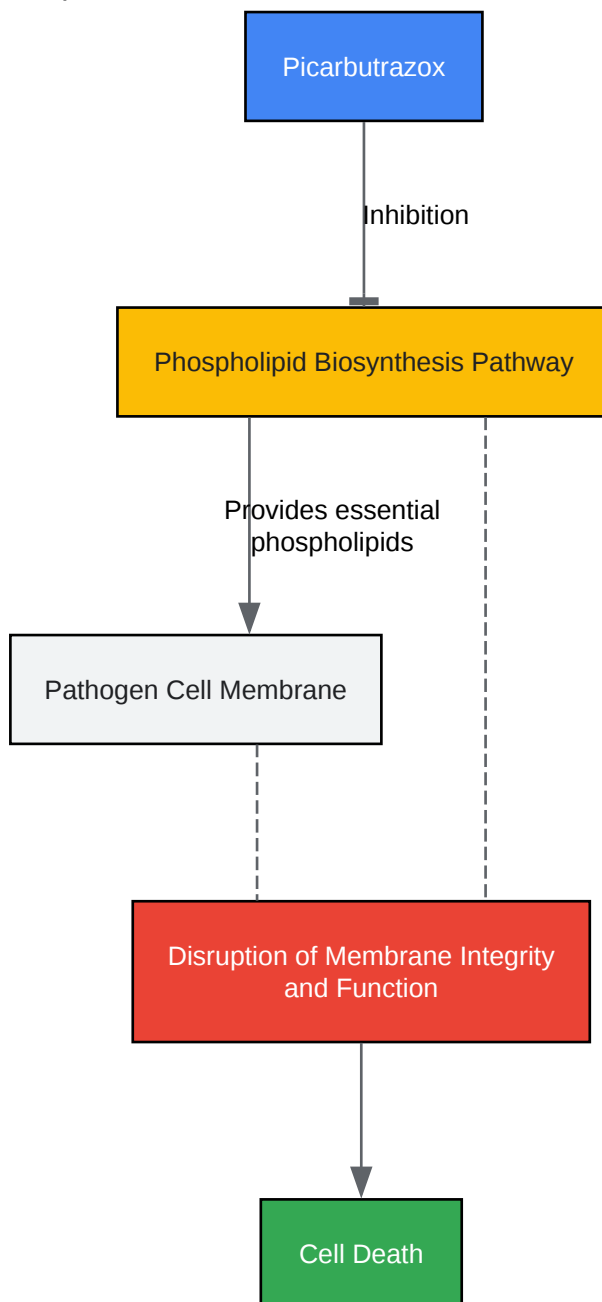 Picarbutrazox
Inhibition
Phospholipid Biosynthesis Pathway
Provides essential
phospholipids
Pathogen Cell Membrane
Disruption of Membrane Integrity
and Function
Cell Death